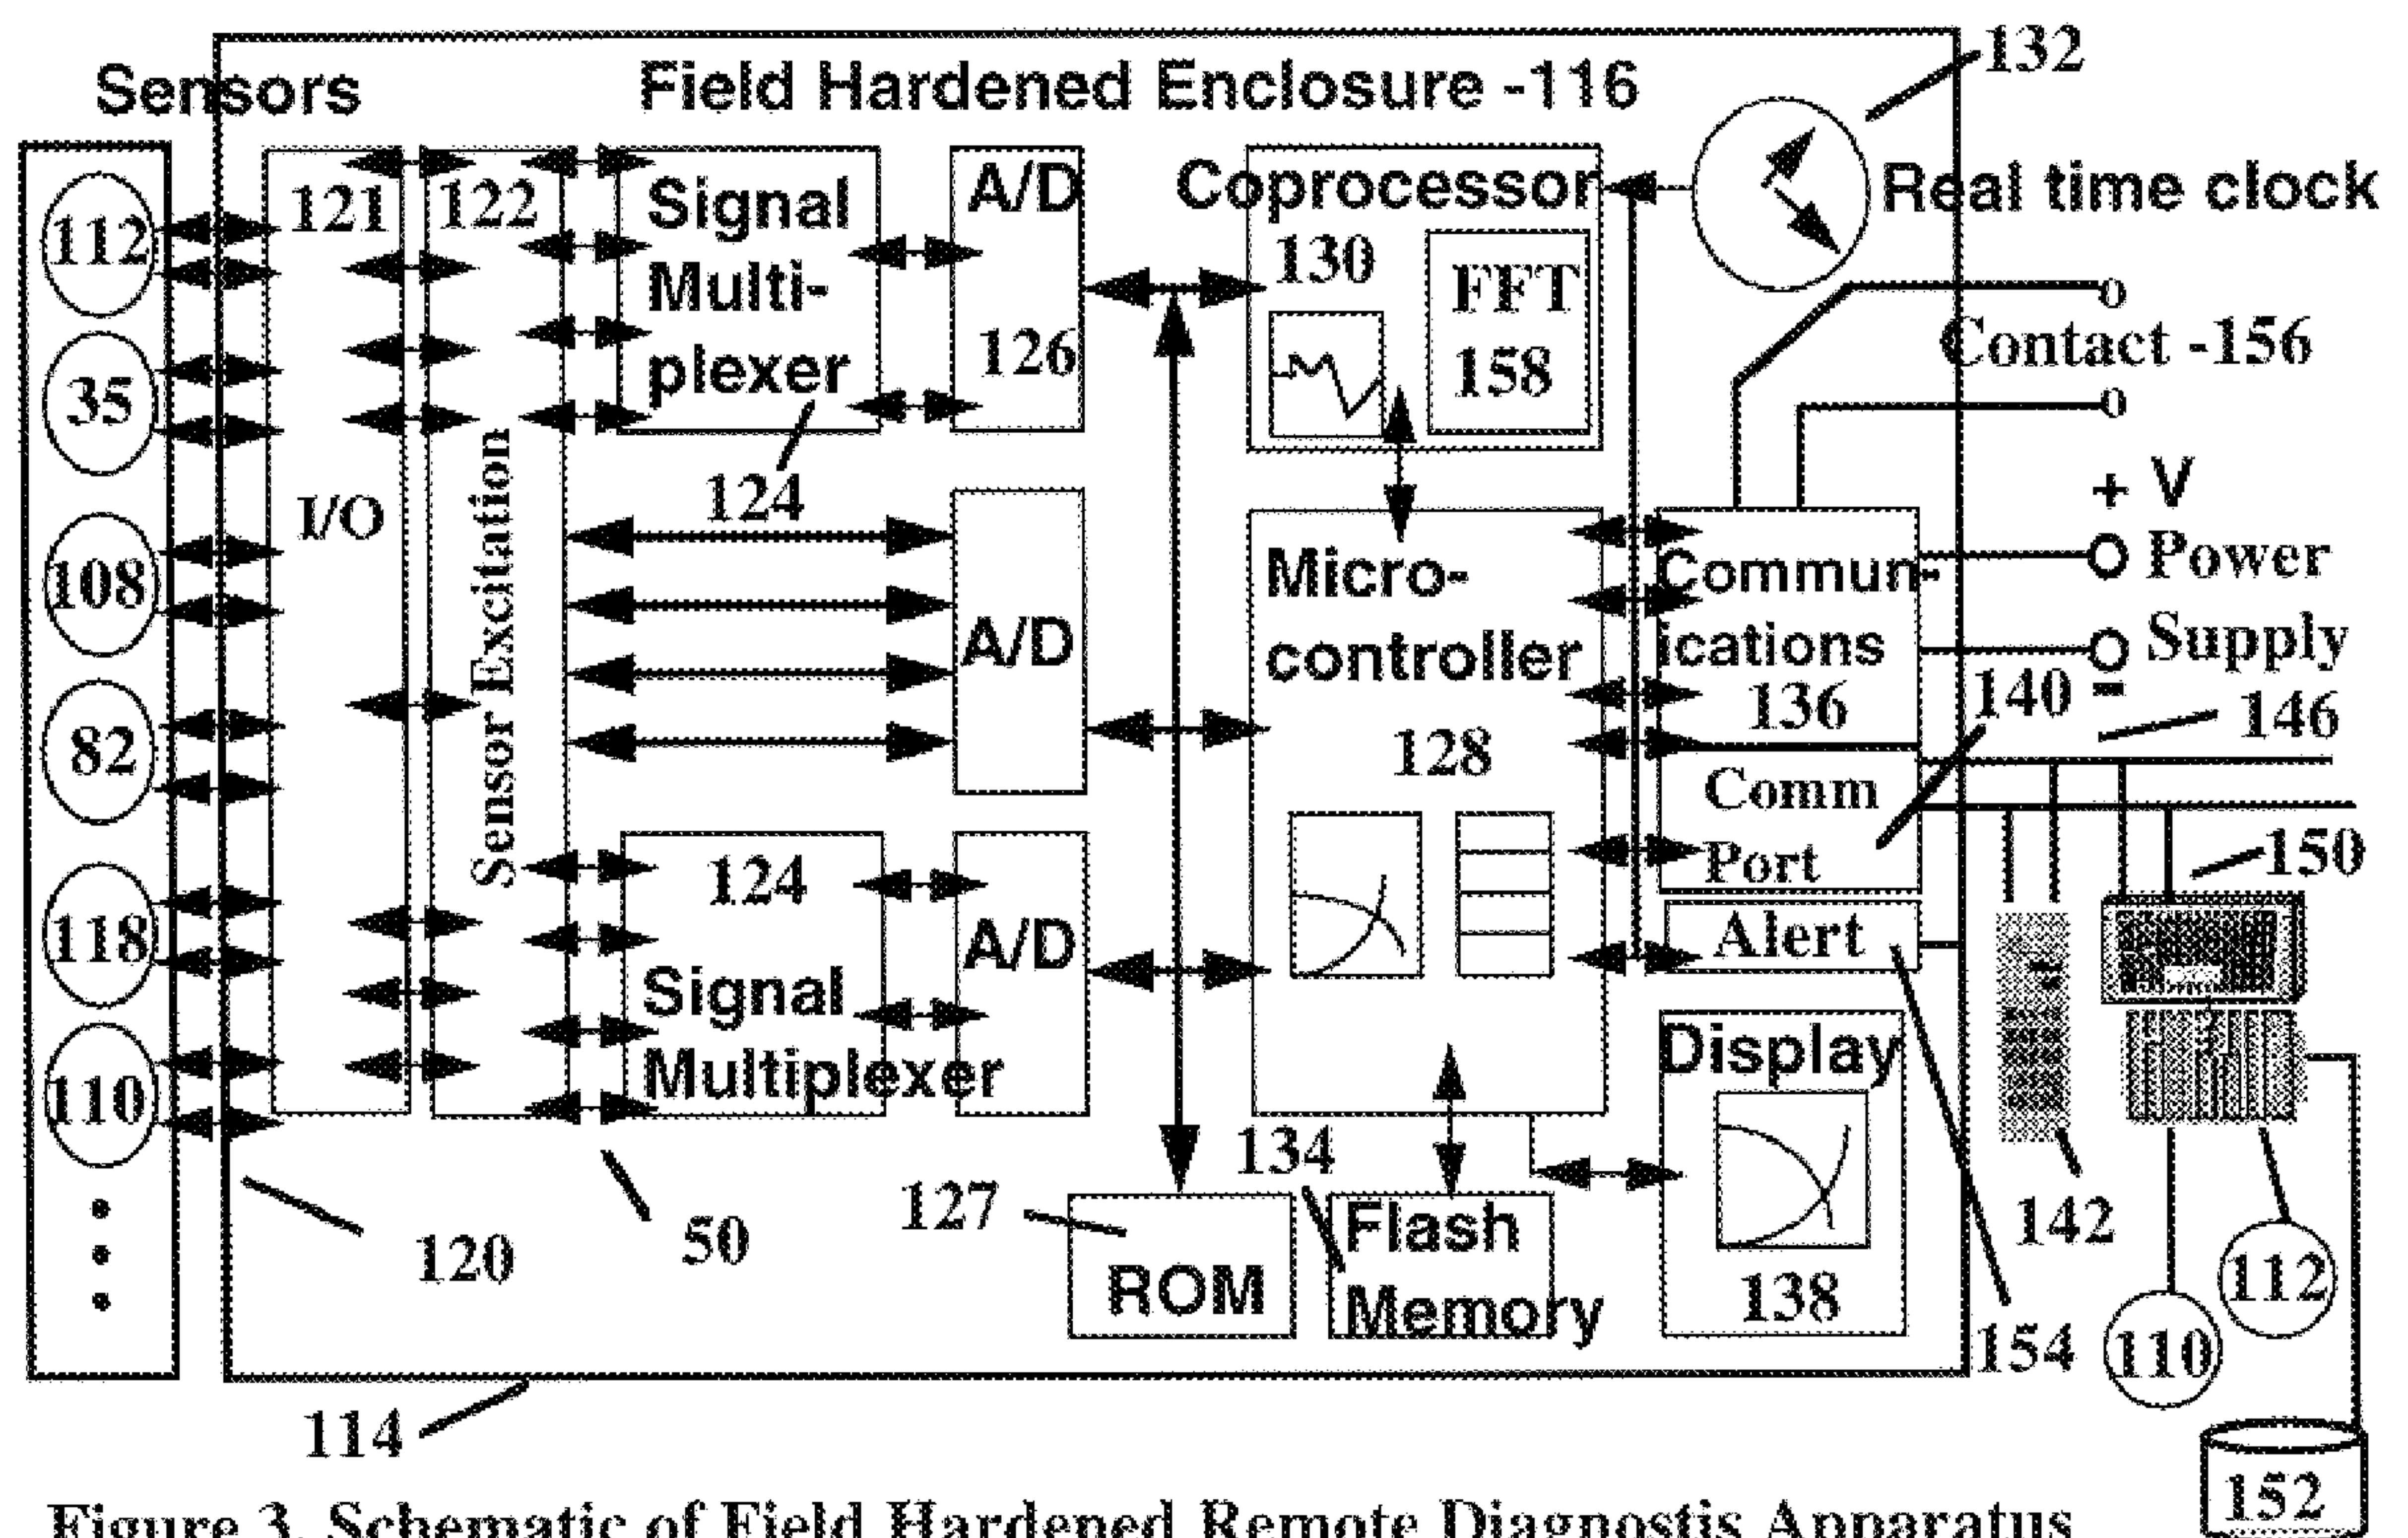 Sensors
Field Hardened Enclosure -116
132
112
35
108
82
118
110
121
I/O
122
Sensor Excitation
Signal
Multi-
plexer
124
A/D
126
A/D
124
Signal
Multiplexer
A/D
Coprocessor
130
FFT
158
Real time clock
Contact -156
+ V
Power
Supply
-
Micro-
controller
128
Commun-
ications
136
140
146
Comm
Port
150
Alert
Display
138
134
127
ROM
Flash
Memory
120
50
142
112
110
154
114
152
Figure 3. Schematic of Field Hardened Remote Diagnostis Apparatus